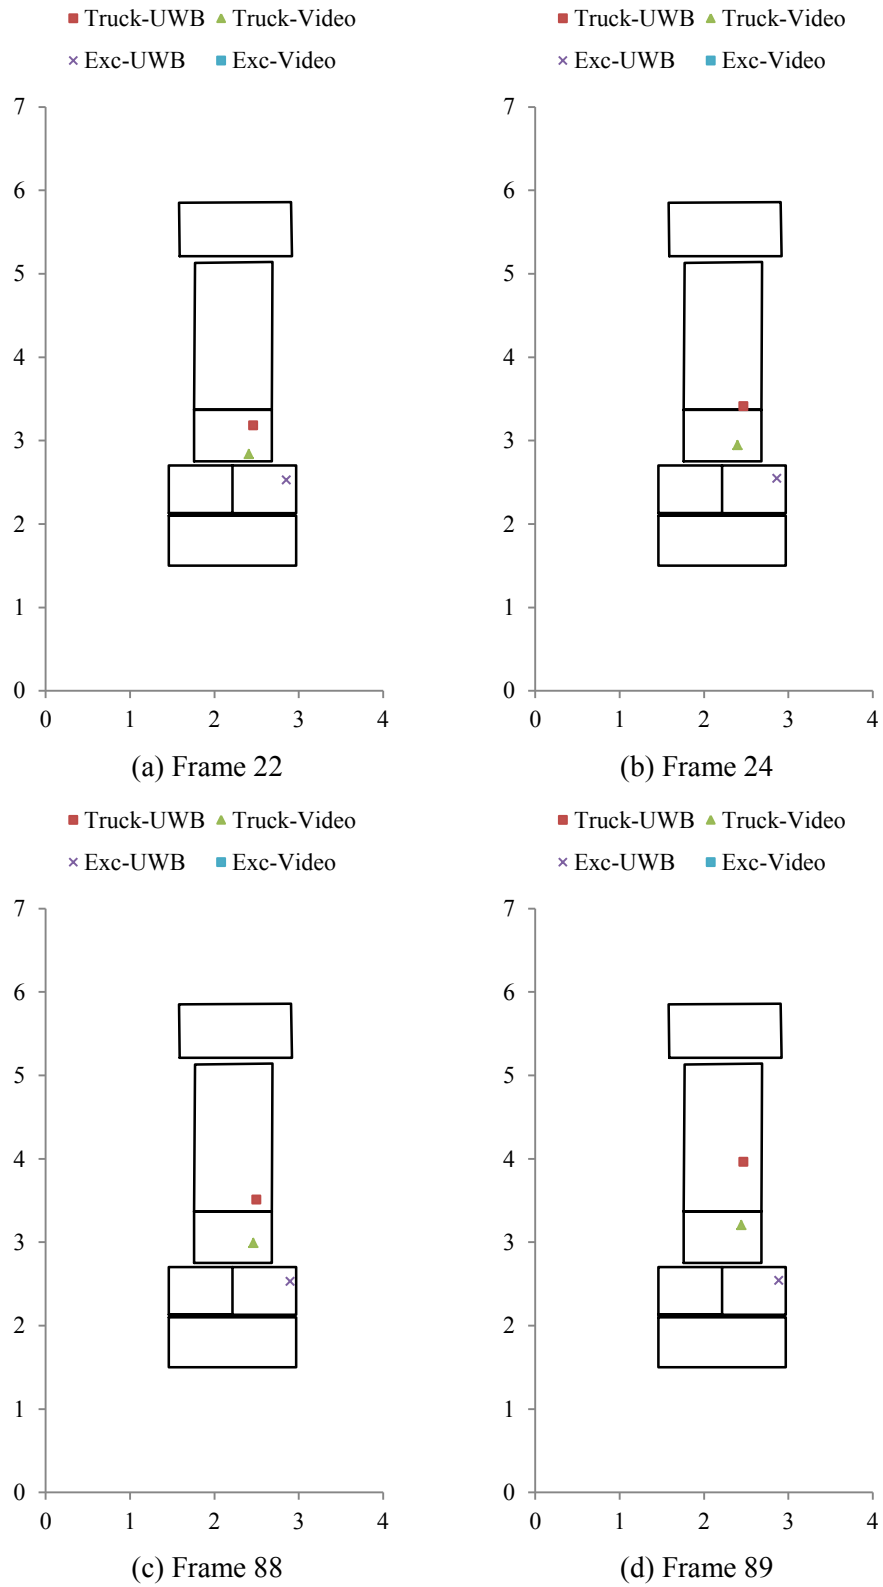 Truck-UWB Truck-Video Truck-UWB Truck-Video
Exc-UWB Exc-Video Exc-UWB Exc-Video
7 7
6 6
5 5
4 4
3 3
2 2
1 1
0 0
0 1 2 3 4 0 1 2 3 4
(a) Frame 22 (b) Frame 24
Truck-UWB Truck-Video Truck-UWB Truck-Video
Exc-UWB Exc-Video Exc-UWB Exc-Video
7 7
6 6
5 5
4 4
3 3
2 2
1 1
0 0
0 1 2 3 4 0 1 2 3 4
(c) Frame 88 (d) Frame 89